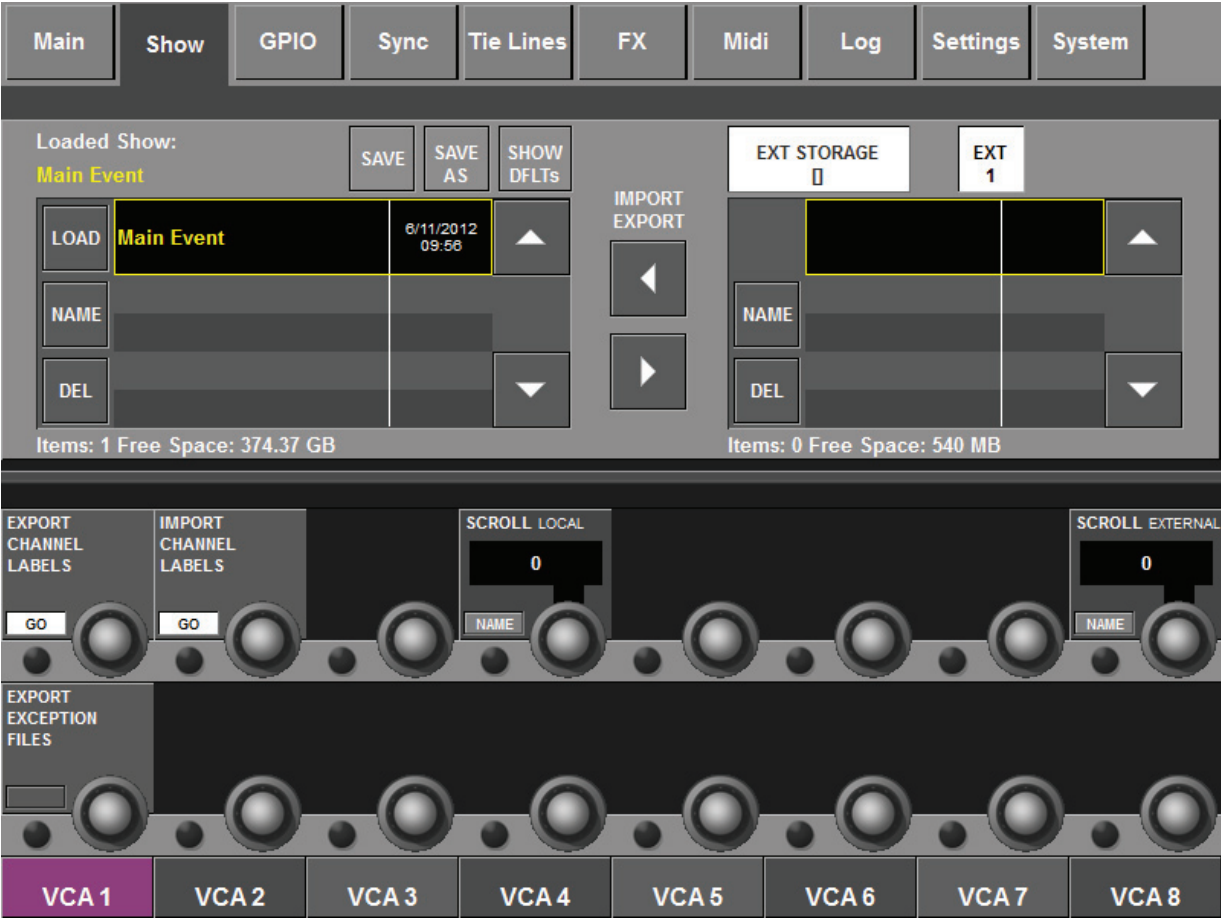 Main Show GPIO Sync Tie Lines FX Midi Log Settings System
Loaded Show:
Main Event
SAVE
SAVE
AS
SHOW
DFLTs
EXT STORAGE
[]
EXT
1
IMPORT
EXPORT
LOAD
Main Event
6/11/2012
09:56
NAME
DEL
Items: 1 Free Space: 374.37 GB
NAME
DEL
Items: 0 Free Space: 540 MB
EXPORT
CHANNEL
LABELS
GO
IMPORT
CHANNEL
LABELS
GO
SCROLL LOCAL
0
NAME
SCROLL EXTERNAL
0
NAME
EXPORT
EXCEPTION
FILES
VCA 1 VCA 2 VCA 3 VCA 4 VCA 5 VCA 6 VCA 7 VCA 8